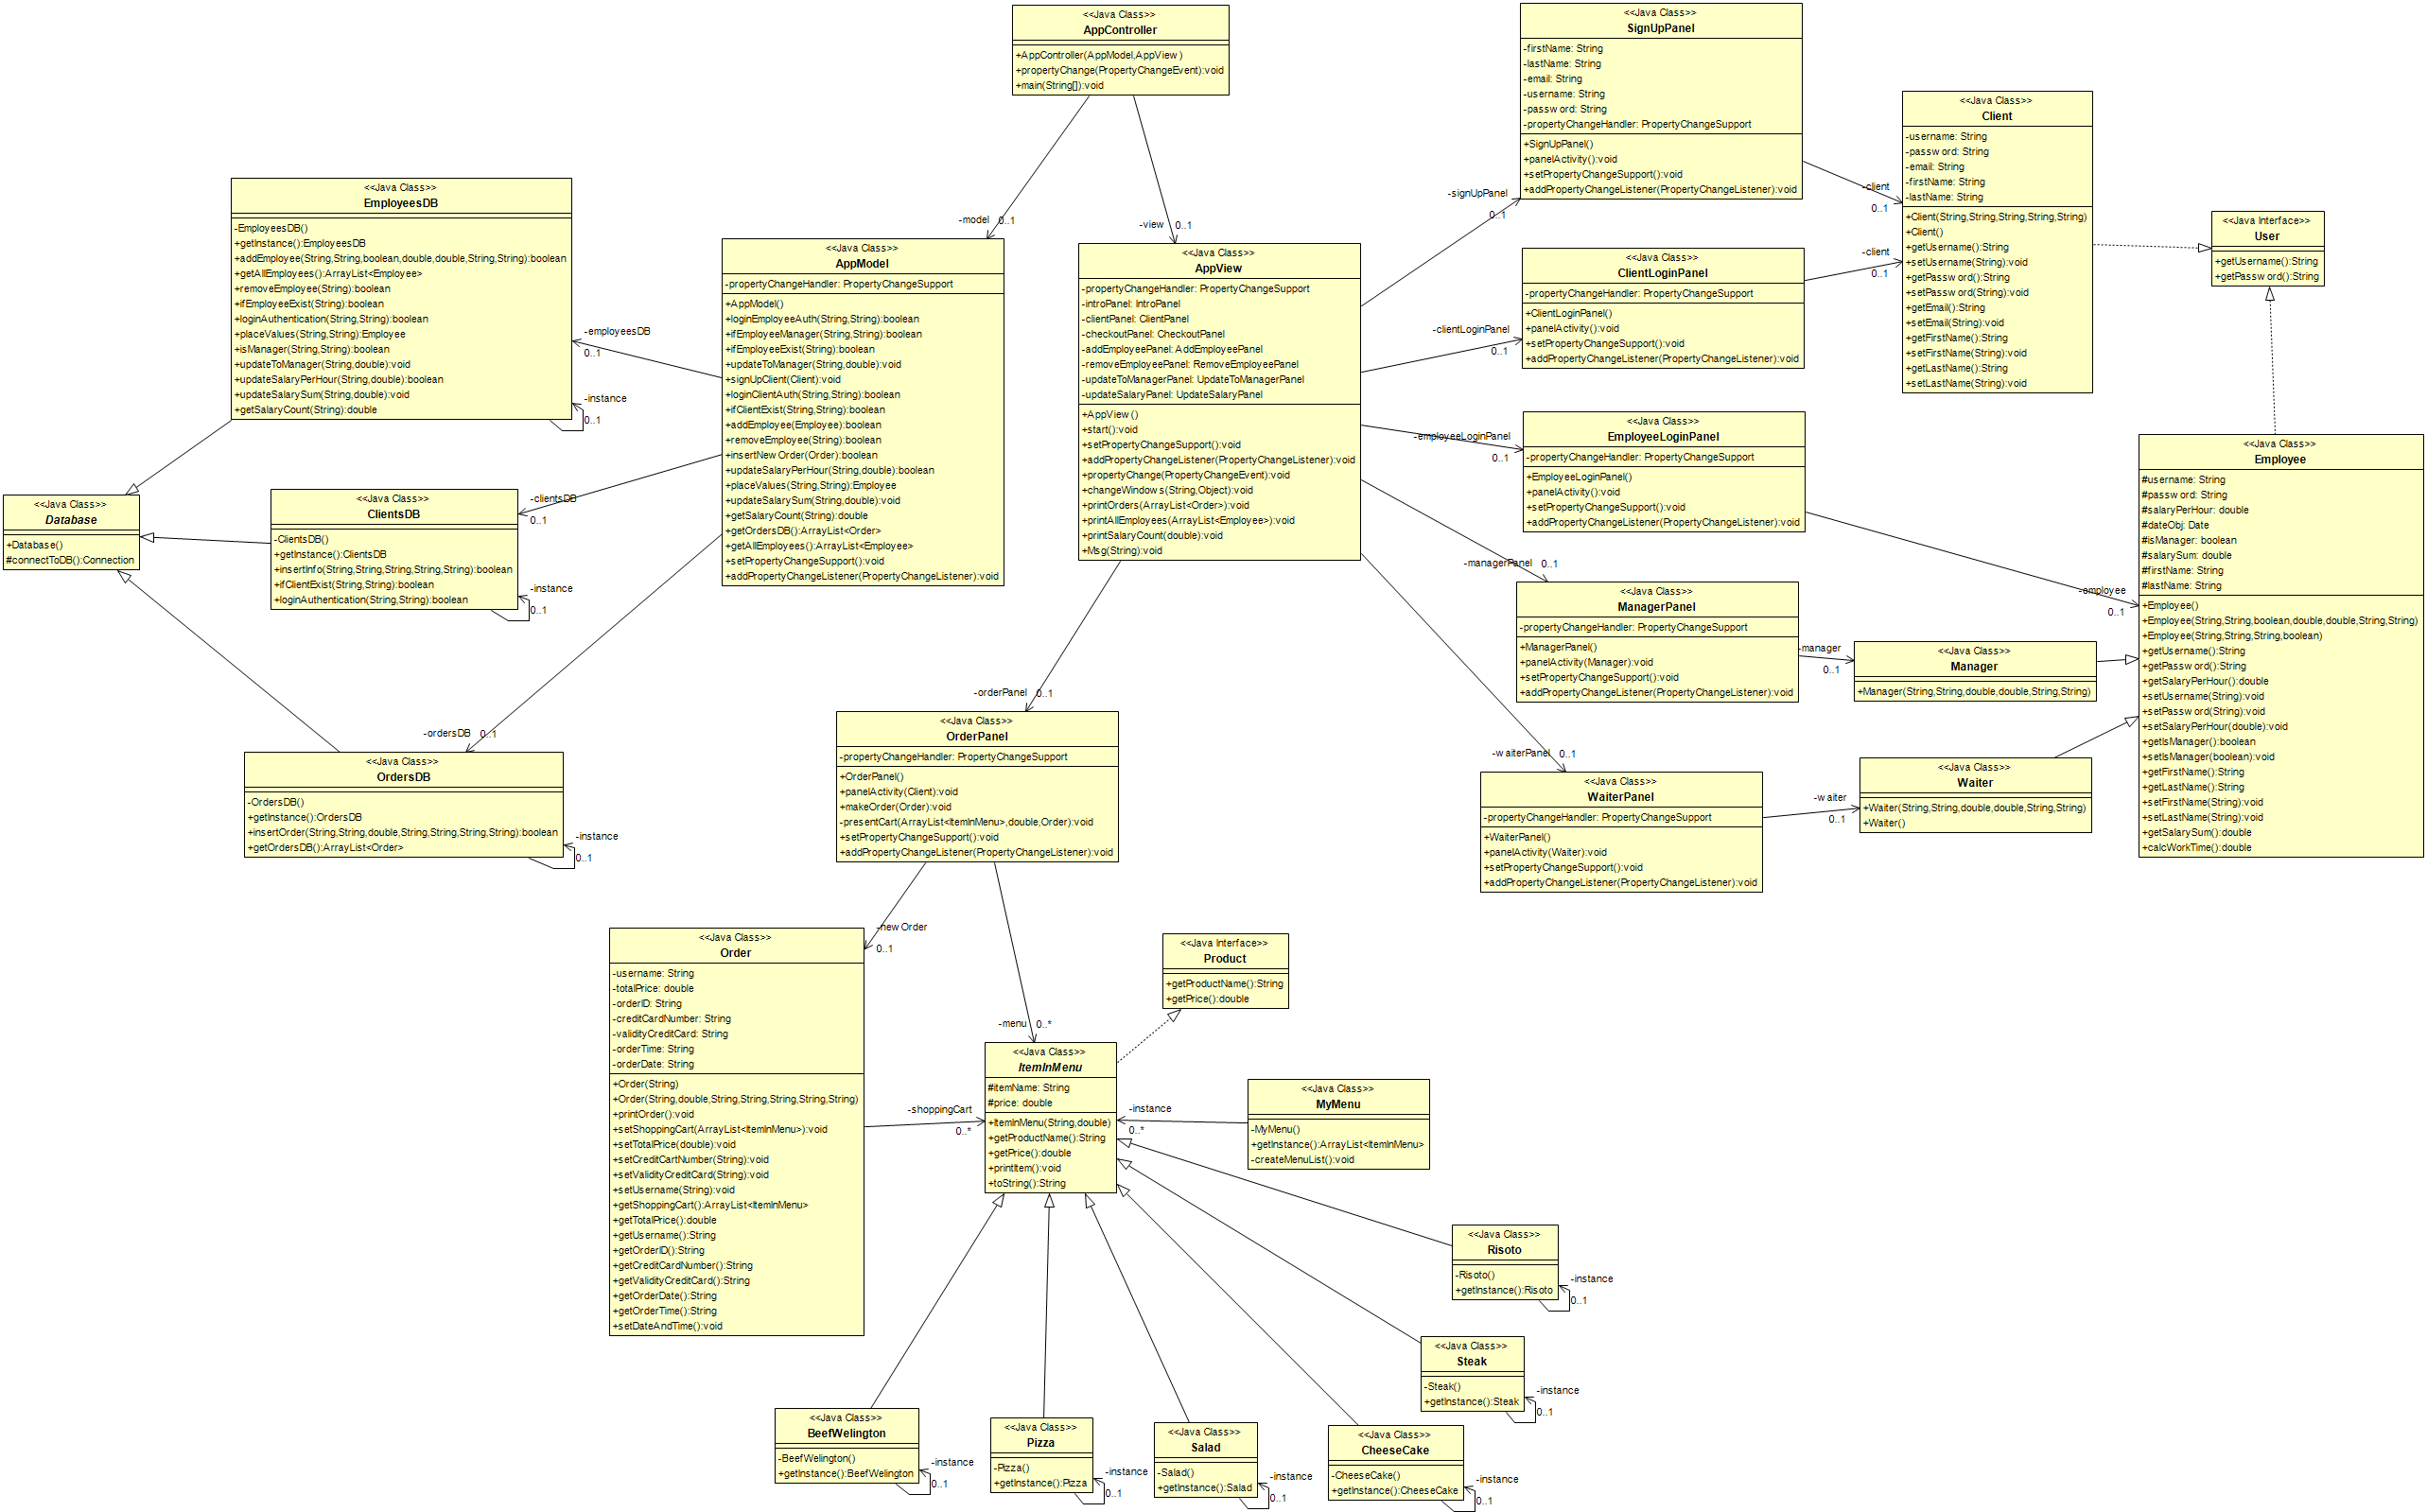 <<Java Class>>
AppController
+AppController(AppModel,AppView)
+propertyChange(PropertyChangeEvent):void
+main(String[]):void
-model 0..1
-view 0..1
<<Java Class>>
SignUpPanel
-firstName: String
-lastName: String
-email: String
-username: String
-password: String
-propertyChangeHandler: PropertyChangeSupport
+SignUpPanel()
+panelActivity():void
+setPropertyChangeSupport():void
+addPropertyChangeListener(PropertyChangeListener):void
-client
0..1
<<Java Class>>
Client
-username: String
-password: String
-email: String
-firstName: String
-lastName: String
+Client(String,String,String,String,String)
+Client()
+getUsername():String
+setUsername(String):void
+getPassword():String
+setPassword(String):void
+getEmail():String
+setEmail(String):void
+getFirstName():String
+setFirstName(String):void
+getLastName():String
+setLastName(String):void
<<Java Interface>>
User
+getUsername():String
+getPassword():String
<<Java Class>>
EmployeesDB
-EmployeesDB()
+getInstance():EmployeesDB
+addEmployee(String,String,boolean,double,double,String,String):boolean
+getAllEmployees():ArrayList<Employee>
+removeEmployee(String):boolean
+ifEmployeeExist(String):boolean
+loginAuthentication(String,String):boolean
+placeValues(String,String):Employee
+isManager(String,String):boolean
+updateToManager(String,double):void
+updateSalaryPerHour(String,double):boolean
+updateSalarySum(String,double):void
+getSalaryCount(String):double
-instance
0..1
-employeesDB
0..1
<<Java Class>>
AppModel
-propertyChangeHandler: PropertyChangeSupport
+AppModel()
+loginEmployeeAuth(String,String):boolean
+ifEmployeeManager(String,String):boolean
+ifEmployeeExist(String):boolean
+updateToManager(String,double):void
+signUpClient(Client):void
+loginClientAuth(String,String):boolean
+ifClientExist(String,String):boolean
+addEmployee(Employee):boolean
+removeEmployee(String):boolean
+insertNewOrder(Order):boolean
+updateSalaryPerHour(String,double):boolean
+placeValues(String,String):Employee
+updateSalarySum(String,double):void
+getSalaryCount(String):double
+getOrdersDB():ArrayList<Order>
+getAllEmployees():ArrayList<Employee>
+setPropertyChangeSupport():void
+addPropertyChangeListener(PropertyChangeListener):void
<<Java Class>>
AppView
-propertyChangeHandler: PropertyChangeSupport
-introPanel: IntroPanel
-clientPanel: ClientPanel
-checkoutPanel: CheckoutPanel
-addEmployeePanel: AddEmployeePanel
-removeEmployeePanel: RemoveEmployeePanel
-updateToManagerPanel: UpdateToManagerPanel
-updateSalaryPanel: UpdateSalaryPanel
+AppView()
+start():void
+setPropertyChangeSupport():void
+addPropertyChangeListener(PropertyChangeListener):void
+propertyChange(PropertyChangeEvent):void
+changeWindows(String,Object):void
+printOrders(ArrayList<Order>):void
+printAllEmployees(ArrayList<Employee>):void
+printSalaryCount(double):void
+Msg(String):void
-signUpPanel
0..1
-clientLoginPanel
0..1
-employeeLoginPanel
0..1
-managerPanel 0..1
-waiterPanel 0..1
-orderPanel 0..1
<<Java Class>>
ClientLoginPanel
-propertyChangeHandler: PropertyChangeSupport
+ClientLoginPanel()
+panelActivity():void
+setPropertyChangeSupport():void
+addPropertyChangeListener(PropertyChangeListener):void
-client
0..1
<<Java Class>>
EmployeeLoginPanel
-propertyChangeHandler: PropertyChangeSupport
+EmployeeLoginPanel()
+panelActivity():void
+setPropertyChangeSupport():void
+addPropertyChangeListener(PropertyChangeListener):void
-employee
0..1
<<Java Class>>
Employee
#username: String
#password: String
#salaryPerHour: double
#dateObj: Date
#isManager: boolean
#salarySum: double
#firstName: String
#lastName: String
+Employee()
+Employee(String,String,boolean,double,double,String,String)
+Employee(String,String,String,boolean)
+getUsername():String
+getPassword():String
+getSalaryPerHour():double
+setUsername(String):void
+setPassword(String):void
+setSalaryPerHour(double):void
+getIsManager():boolean
+setIsManager(boolean):void
+getFirstName():String
+getLastName():String
+setFirstName(String):void
+setLastName(String):void
+getSalarySum():double
+calcWorkTime():double
<<Java Class>>
Database
+Database()
#connectToDB():Connection
<<Java Class>>
ClientsDB
-ClientsDB()
+getInstance():ClientsDB
+insertInfo(String,String,String,String,String):boolean
+ifClientExist(String,String):boolean
+loginAuthentication(String,String):boolean
-instance
0..1
-clientsDB
0..1
<<Java Class>>
ManagerPanel
-propertyChangeHandler: PropertyChangeSupport
+ManagerPanel()
+panelActivity(Manager):void
+setPropertyChangeSupport():void
+addPropertyChangeListener(PropertyChangeListener):void
-manager
0..1
<<Java Class>>
Manager
+Manager(String,String,double,double,String,String)
-ordersDB 0..1
<<Java Class>>
OrdersDB
-OrdersDB()
+getInstance():OrdersDB
+insertOrder(String,String,double,String,String,String,String):boolean
+getOrdersDB():ArrayList<Order>
-instance
0..1
<<Java Class>>
OrderPanel
-propertyChangeHandler: PropertyChangeSupport
+OrderPanel()
+panelActivity(Client):void
+makeOrder(Order):void
-presentCart(ArrayList<ItemInMenu>,double,Order):void
+setPropertyChangeSupport():void
+addPropertyChangeListener(PropertyChangeListener):void
<<Java Class>>
WaiterPanel
-propertyChangeHandler: PropertyChangeSupport
+WaiterPanel()
+panelActivity(Waiter):void
+setPropertyChangeSupport():void
+addPropertyChangeListener(PropertyChangeListener):void
-waiter
0..1
<<Java Class>>
Waiter
+Waiter(String,String,double,double,String,String)
+Waiter()
-newOrder
0..1
-menu 0..*
<<Java Class>>
Order
-username: String
-totalPrice: double
-orderID: String
-creditCardNumber: String
-validityCreditCard: String
-orderTime: String
-orderDate: String
+Order(String)
+Order(String,double,String,String,String,String,String)
+printOrder():void
+setShoppingCart(ArrayList<ItemInMenu>):void
+setTotalPrice(double):void
+setCreditCartNumber(String):void
+setValidityCreditCard(String):void
+setUsername(String):void
+getShoppingCart():ArrayList<ItemInMenu>
+getTotalPrice():double
+getUsername():String
+getOrderID():String
+getCreditCardNumber():String
+getValidityCreditCard():String
+getOrderDate():String
+getOrderTime():String
+setDateAndTime():void
-shoppingCart
0..*
<<Java Interface>>
Product
+getProductName():String
+getPrice():double
<<Java Class>>
ItemInMenu
#itemName: String
#price: double
+ItemInMenu(String,double)
+getProductName():String
+getPrice():double
+printItem():void
+toString():String
-instance
0..*
<<Java Class>>
MyMenu
-MyMenu()
+getInstance():ArrayList<ItemInMenu>
-createMenuList():void
<<Java Class>>
Risoto
-Risoto()
+getInstance():Risoto
-instance
0..1
<<Java Class>>
Steak
-Steak()
+getInstance():Steak
-instance
0..1
<<Java Class>>
BeefWelington
-BeefWelington()
+getInstance():BeefWelington
-instance
0..1
<<Java Class>>
Pizza
-Pizza()
+getInstance():Pizza
-instance
0..1
<<Java Class>>
Salad
-Salad()
+getInstance():Salad
-instance
0..1
<<Java Class>>
CheeseCake
-CheeseCake()
+getInstance():CheeseCake
-instance
0..1